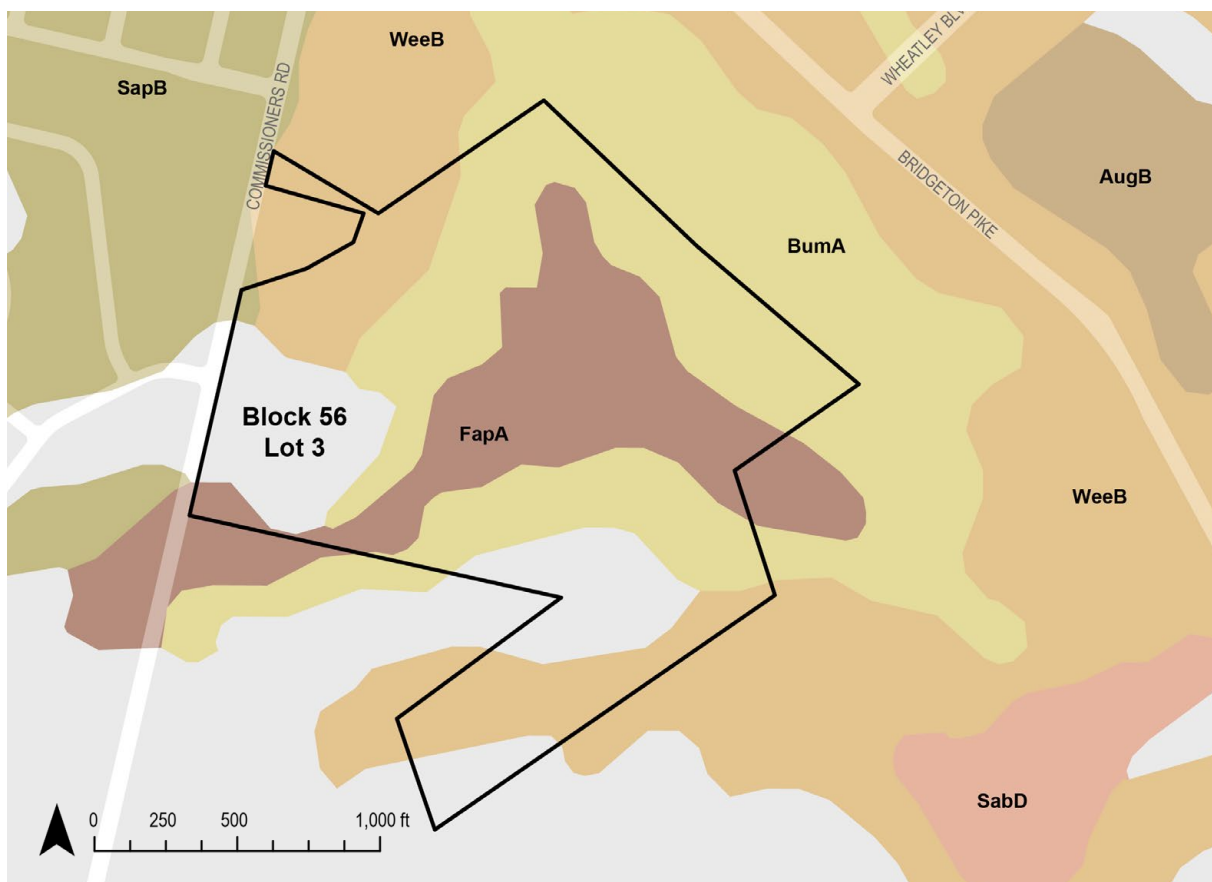 WeeB
SapB
COMMISSIONERS RD
WHEATLEY BLV
BRIDGETON PIKE
AugB
BumA
Block 56
Lot 3
FapA
WeeB
SabD
0 250 500 1,000 ft